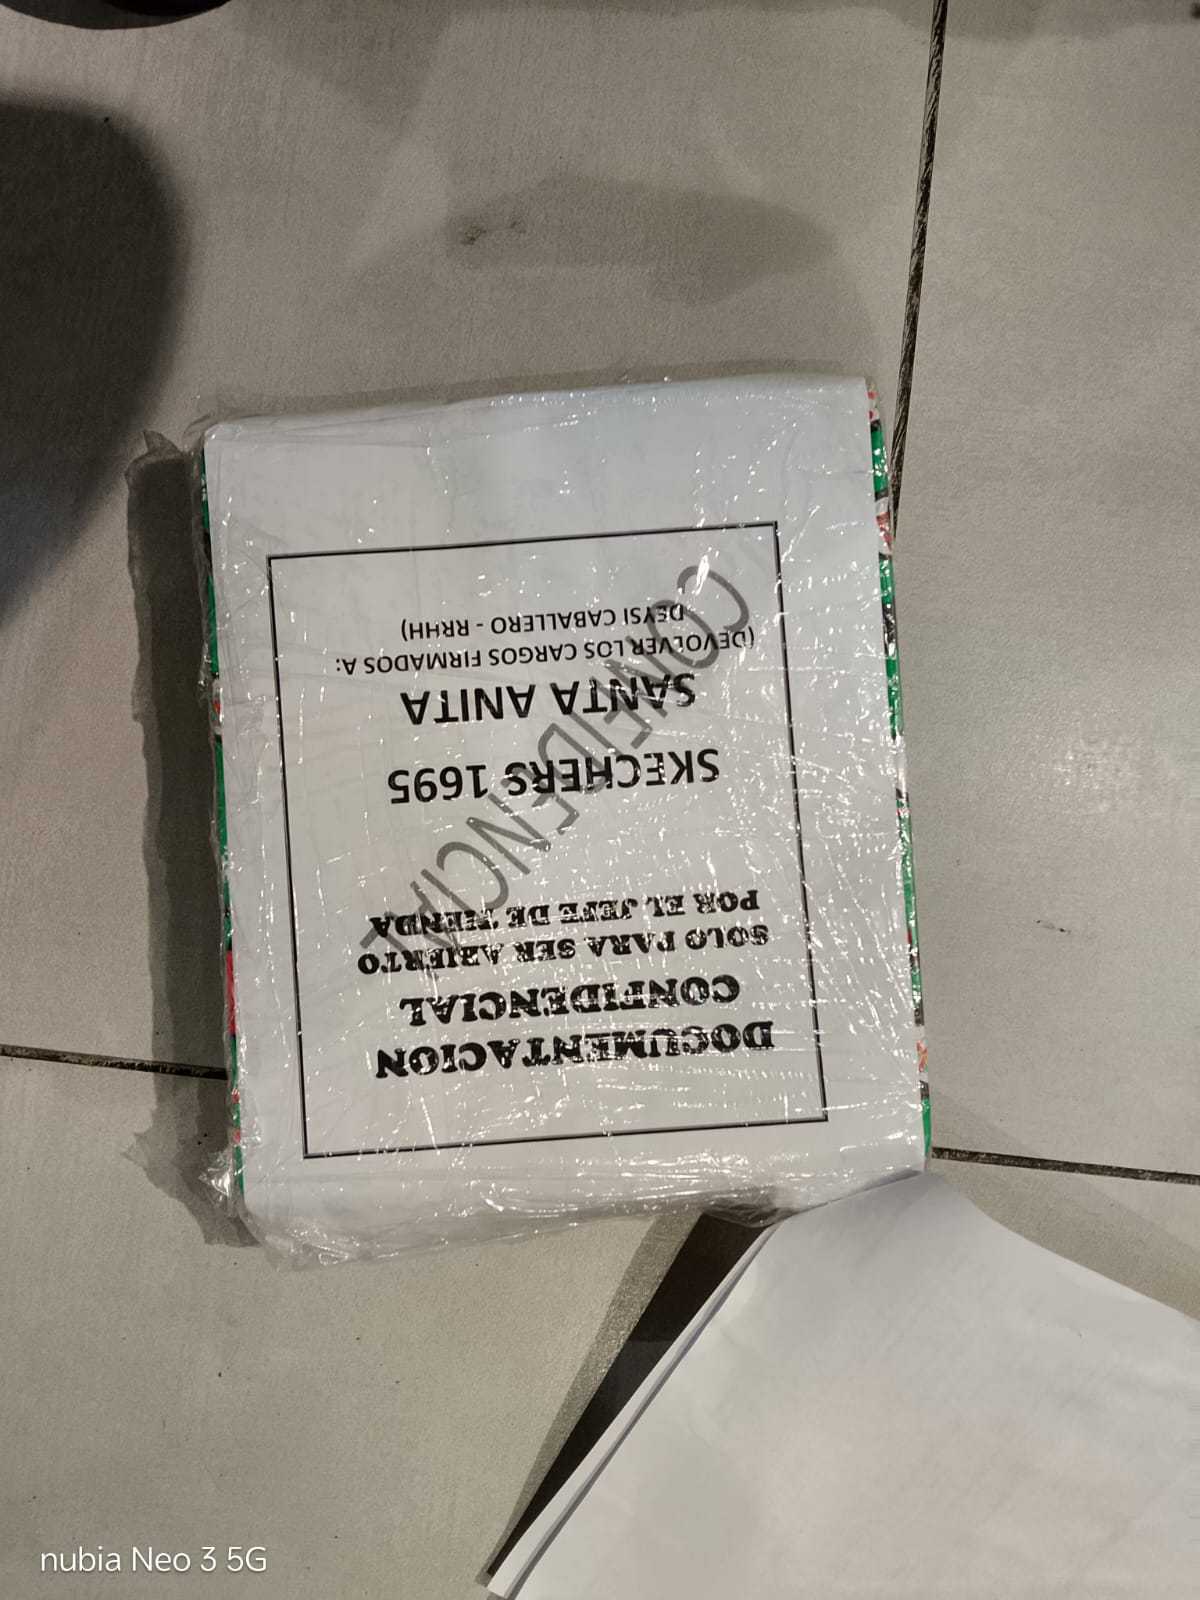 DOCUMENTACION
CONFIDENCIAL
SOLO PARA SER ABIERTO
POR EL JEFE DE TIENDA
CONFIDENCIAL
SKECHERS 1695
SANTA ANITA
(DEVOLVER LOS CARGOS FIRMADOS A:
DEYSI CABALLERO - RRHH)
nubia Neo 3 5G